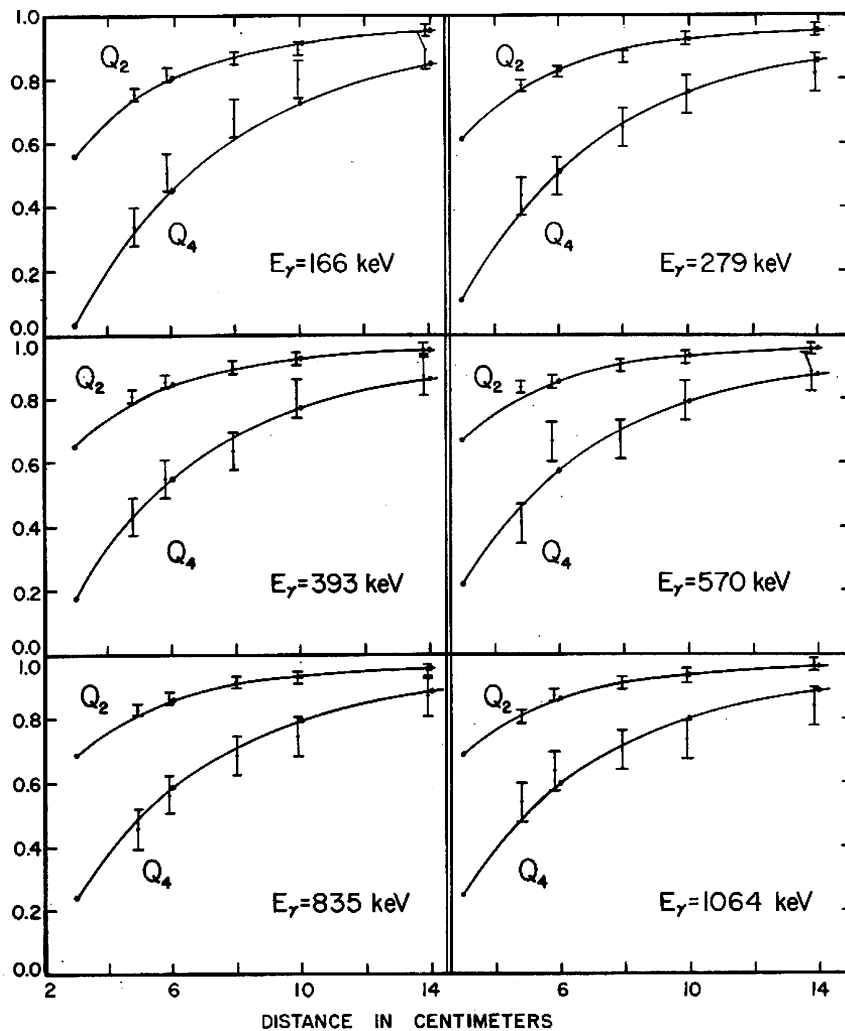 1.0
0.8
0.6
0.4
0.2
0.0
Q₂
Q₄
Eγ=166 keV
Q₂
Q₄
Eγ=279 keV
1.0
0.8
0.6
0.4
0.2
0.0
Q₂
Q₄
Eγ=393 keV
Q₂
Q₄
Eγ=570 keV
1.0
0.8
0.6
0.4
0.2
0.0
Q₂
Q₄
Eγ=835 keV
Q₂
Q₄
Eγ=1064 keV
2 6 10 14 6 10 14
DISTANCE IN CENTIMETERS